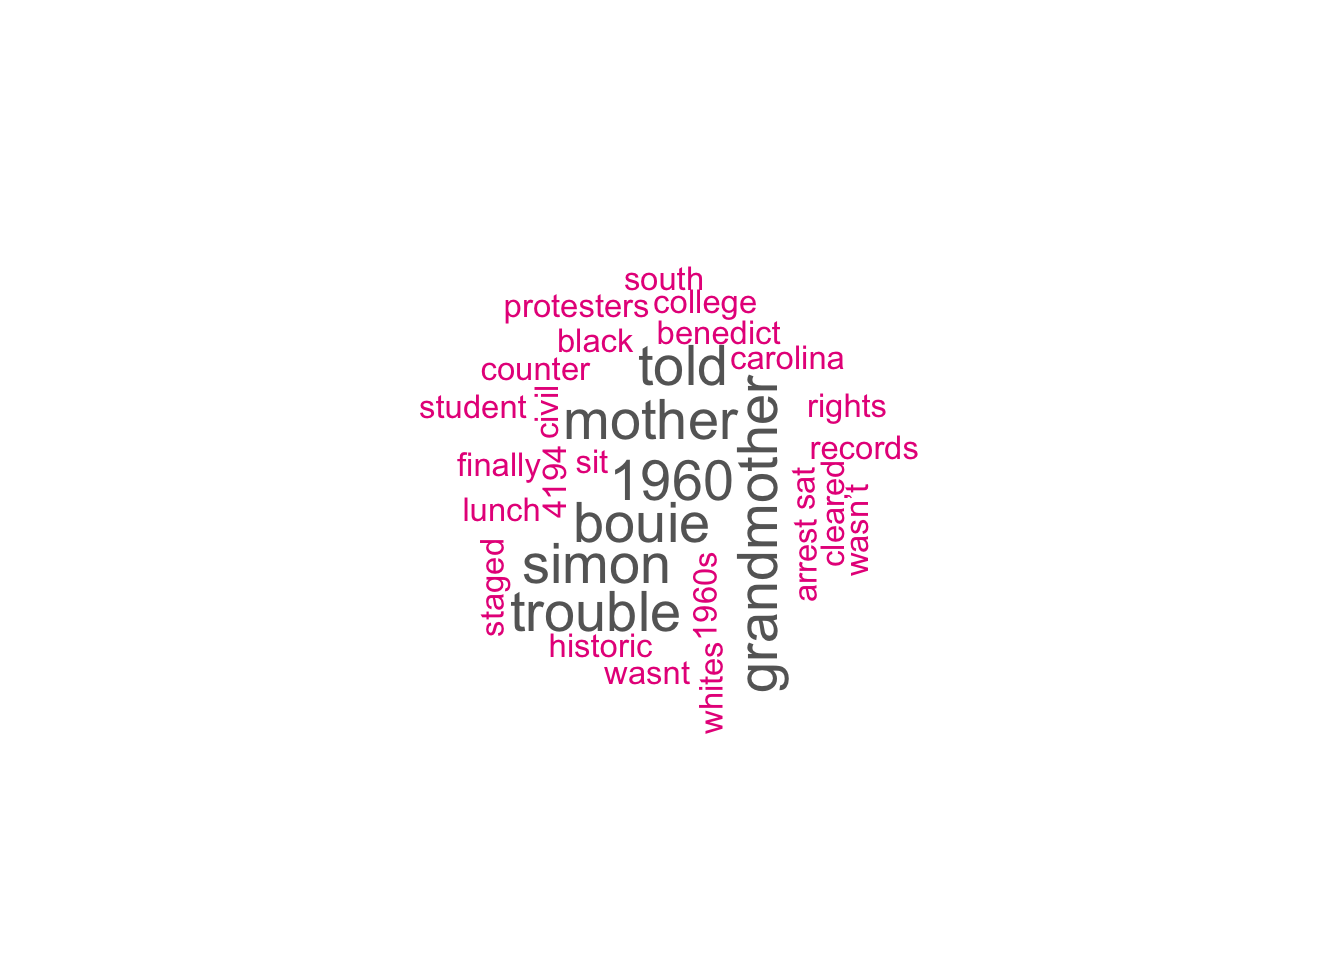 south
protesters college
black benedict
told carolina
counter
student civil mother rights
records
finally 4194 sit 1960 grandmother
lunch bouie arrest sat cleared wasn’t
simon
staged trouble 1960s
historic
wasnt whites